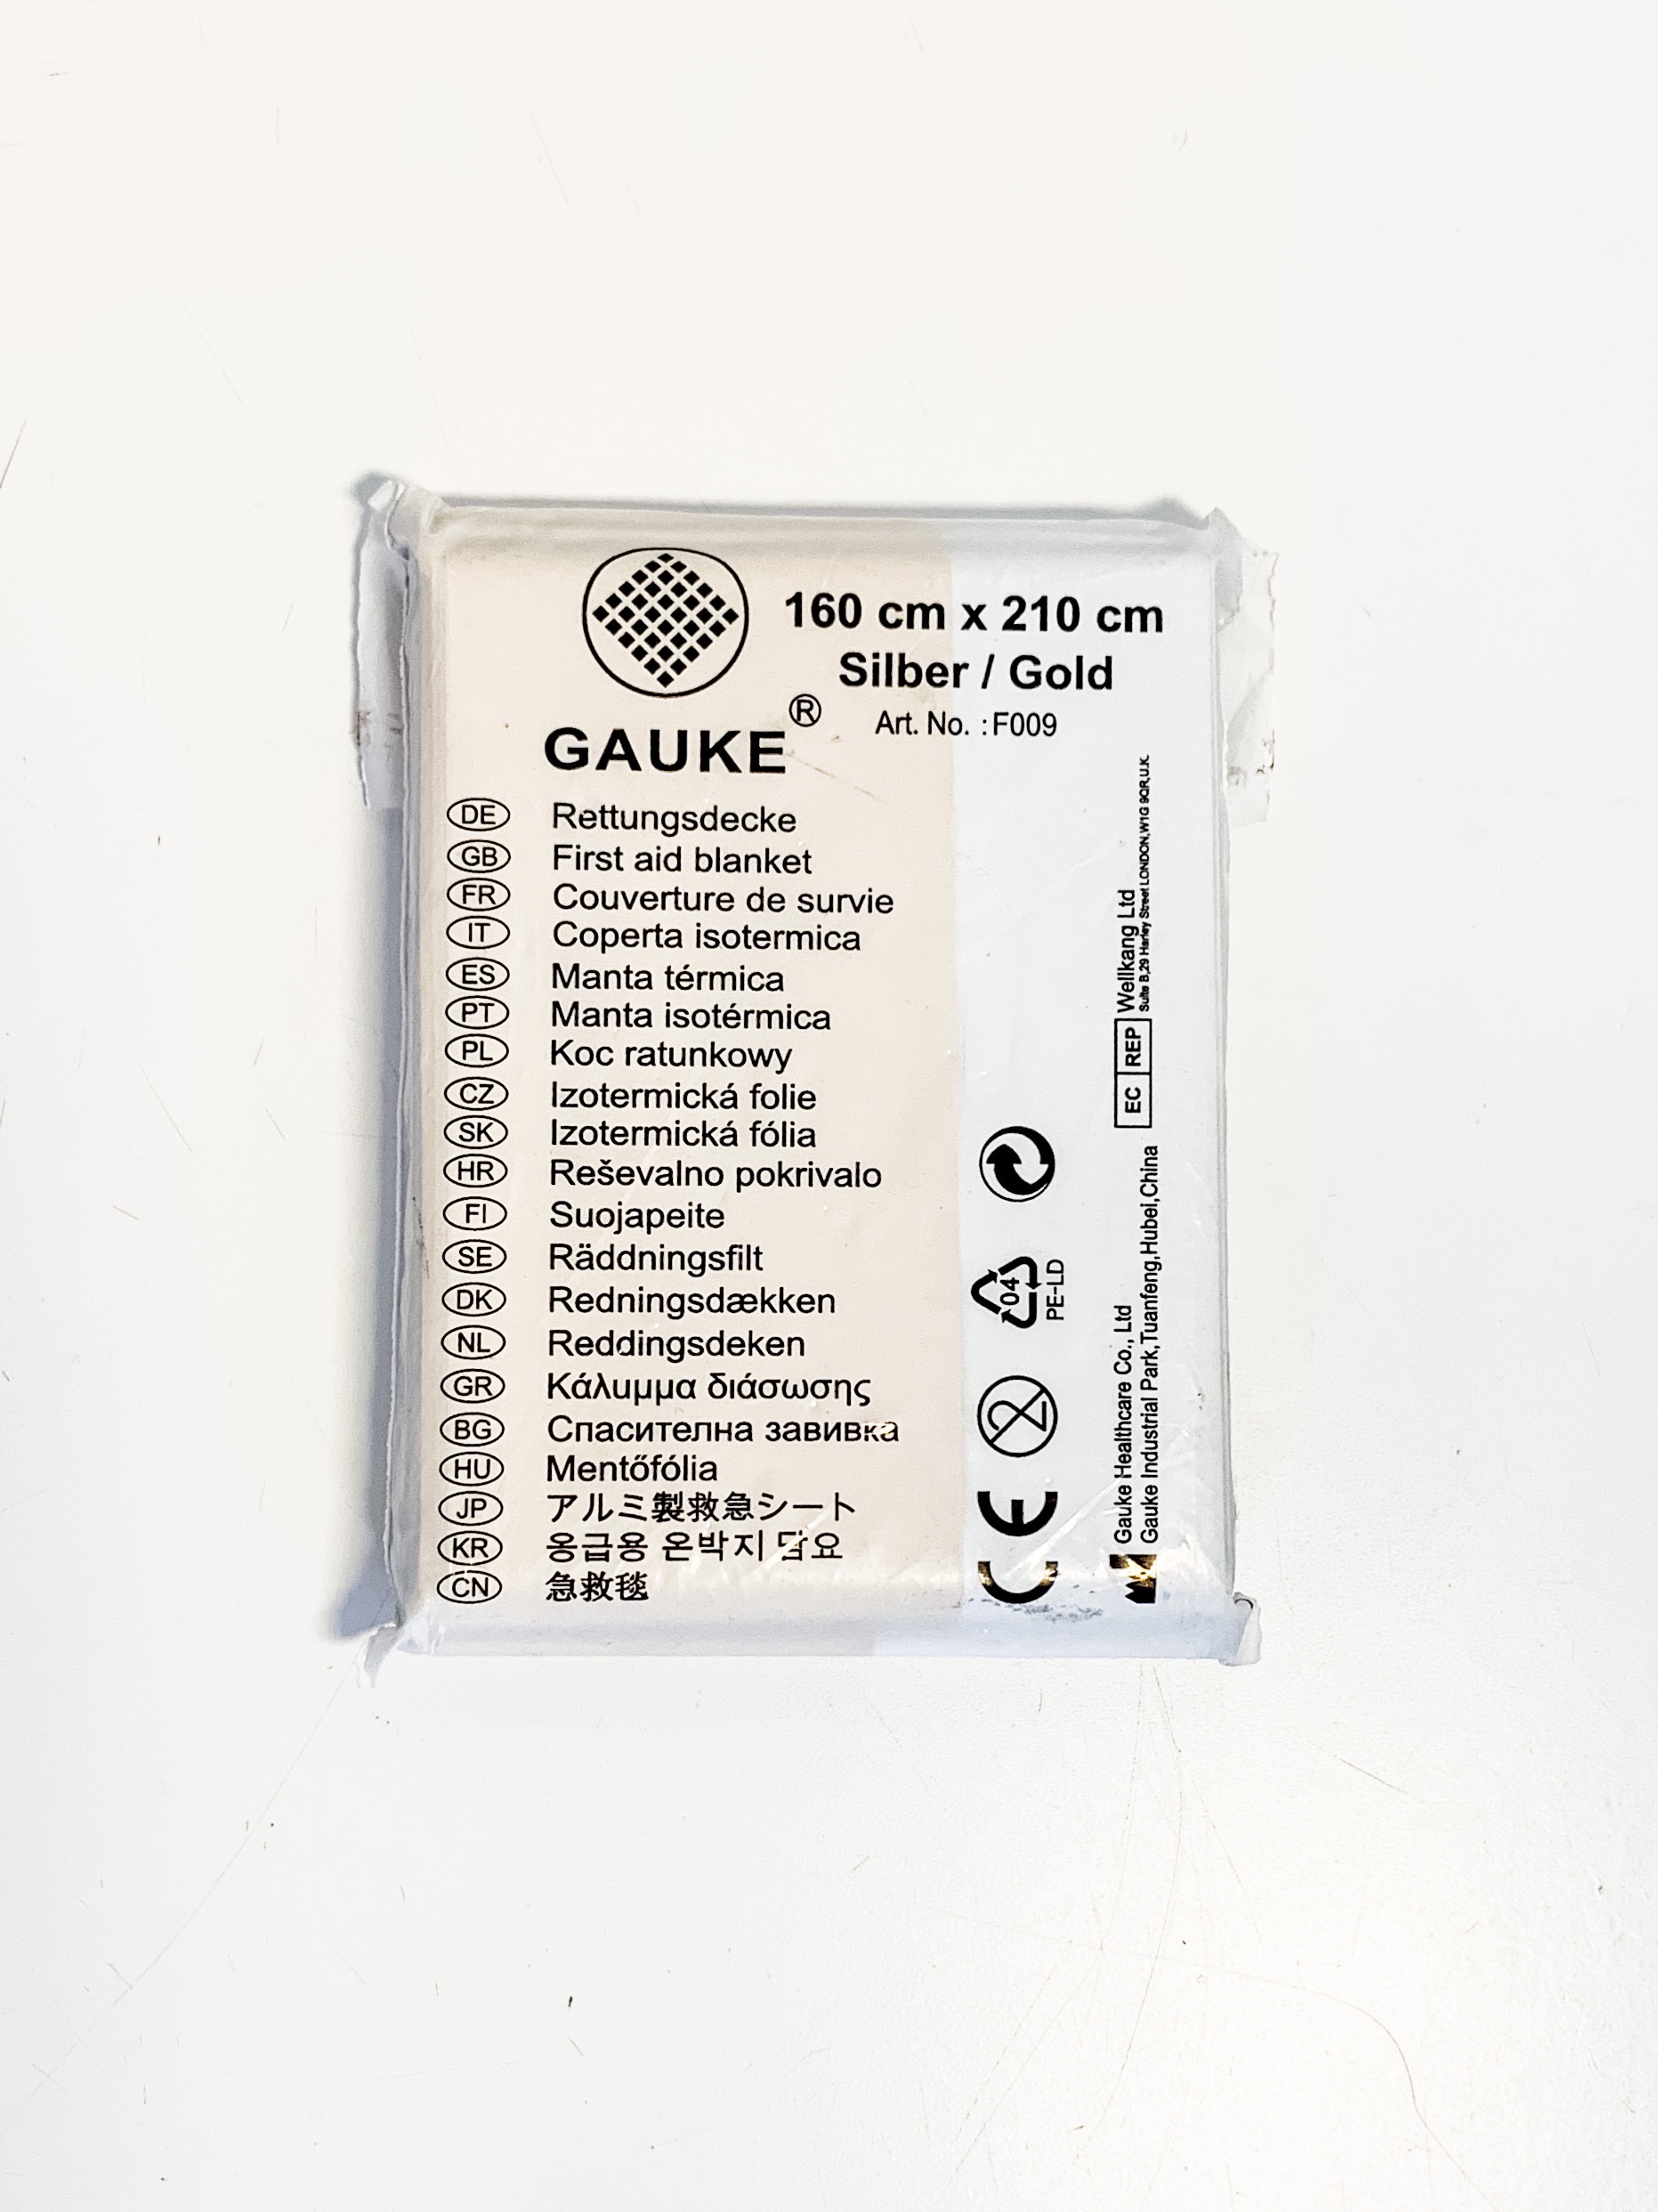 160 cm x 210 cm
Silber / Gold
Art. No. :F009
GAUKE®
DE Rettungsdecke
GB First aid blanket
FR Couverture de survie
IT Coperta isotermica
ES Manta térmica
PT Manta isotérmica
PL Koc ratunkowy
CZ Izotermická folie
SK Izotermická fólia
HR Reševalno pokrivalo
FI Suojapeite
SE Räddningsfilt
DK Redningsdækken
NL Reddingsdeken
GR Κάλυμμα διάσωσης
BG Спасителна завивка
HU Mentőfólia
JP アルミ製救急シート
KR 응급용 온박지 담요
CN 急救毯
04
PE-LD
2
CE
EC REP Wellkang Ltd
Suite B,29 Harley Street LONDON,W1G 9QR,U.K.
Gauke Healthcare Co., Ltd
Gauke Industrial Park,Tuanfeng,Hubei,China